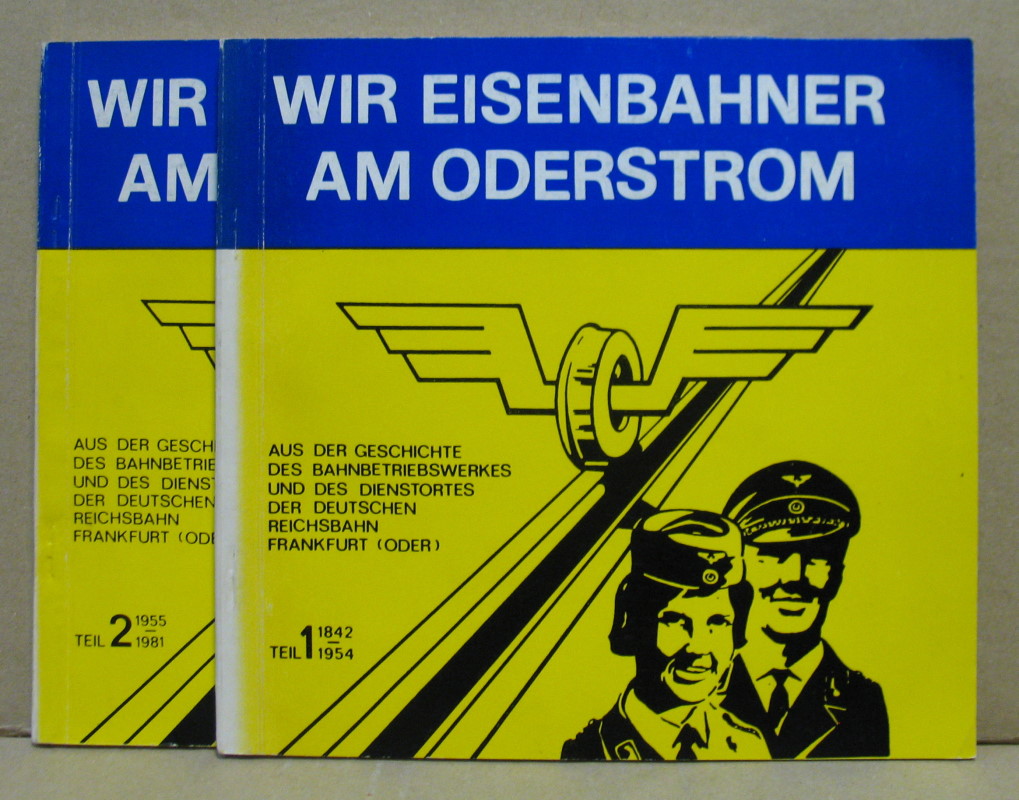 WIR
AM
AUS DER GESCH
DES BAHNBETRIE
UND DES DIENST
DER DEUTSCHEN
REICHSBAHN
FRANKFURT (ODE
TEIL 2 1955 – 1981
WIR EISENBAHNER
AM ODERSTROM
AUS DER GESCHICHTE
DES BAHNBETRIEBSWERKES
UND DES DIENSTORTES
DER DEUTSCHEN
REICHSBAHN
FRANKFURT (ODER)
TEIL 1 1842 – 1954